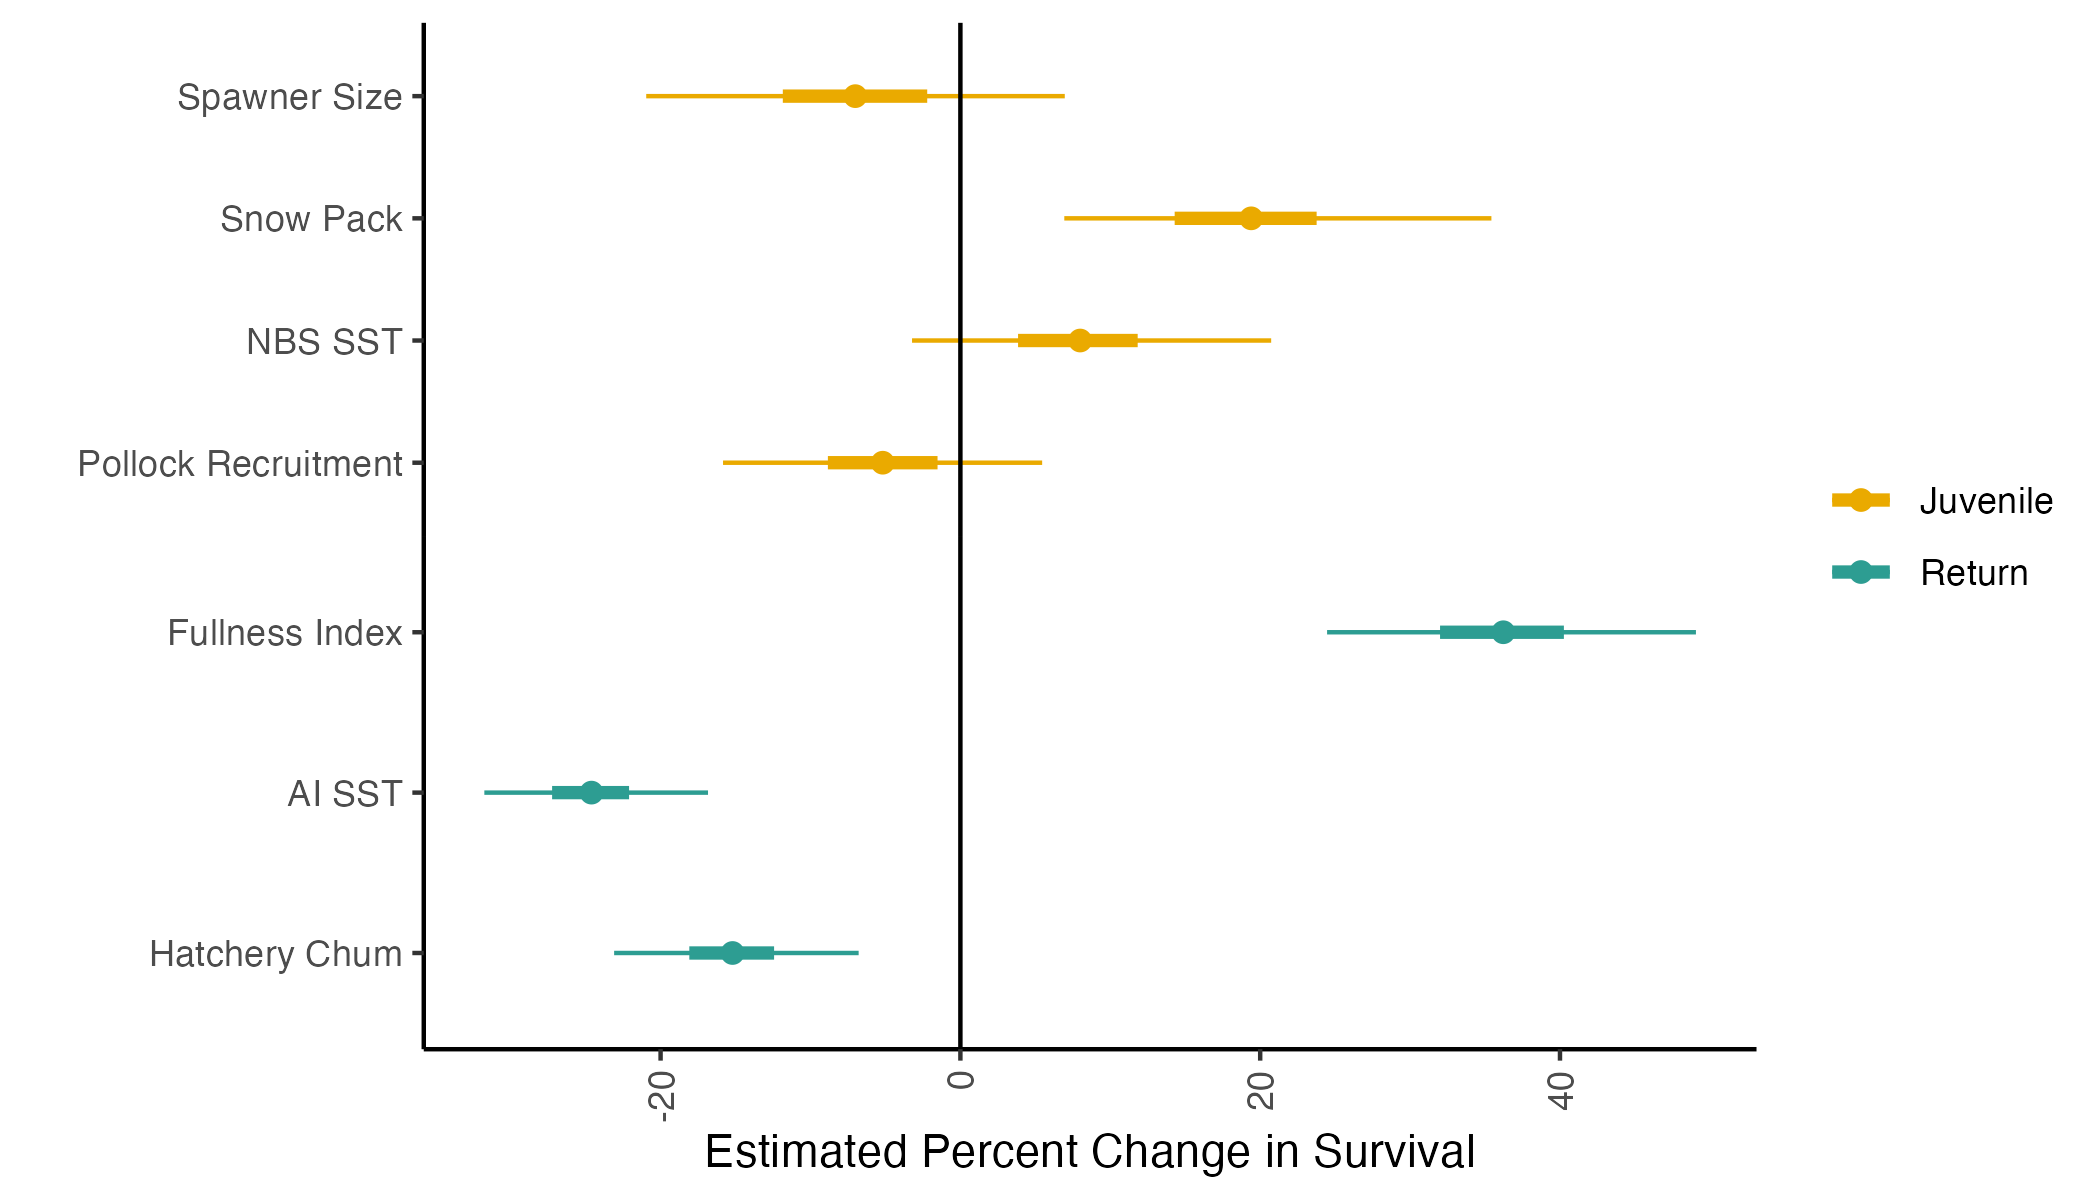 Spawner Size
Snow Pack
NBS SST
Pollock Recruitment
Fullness Index
AI SST
Hatchery Chum
-20
0
20
40
Estimated Percent Change in Survival
Juvenile
Return